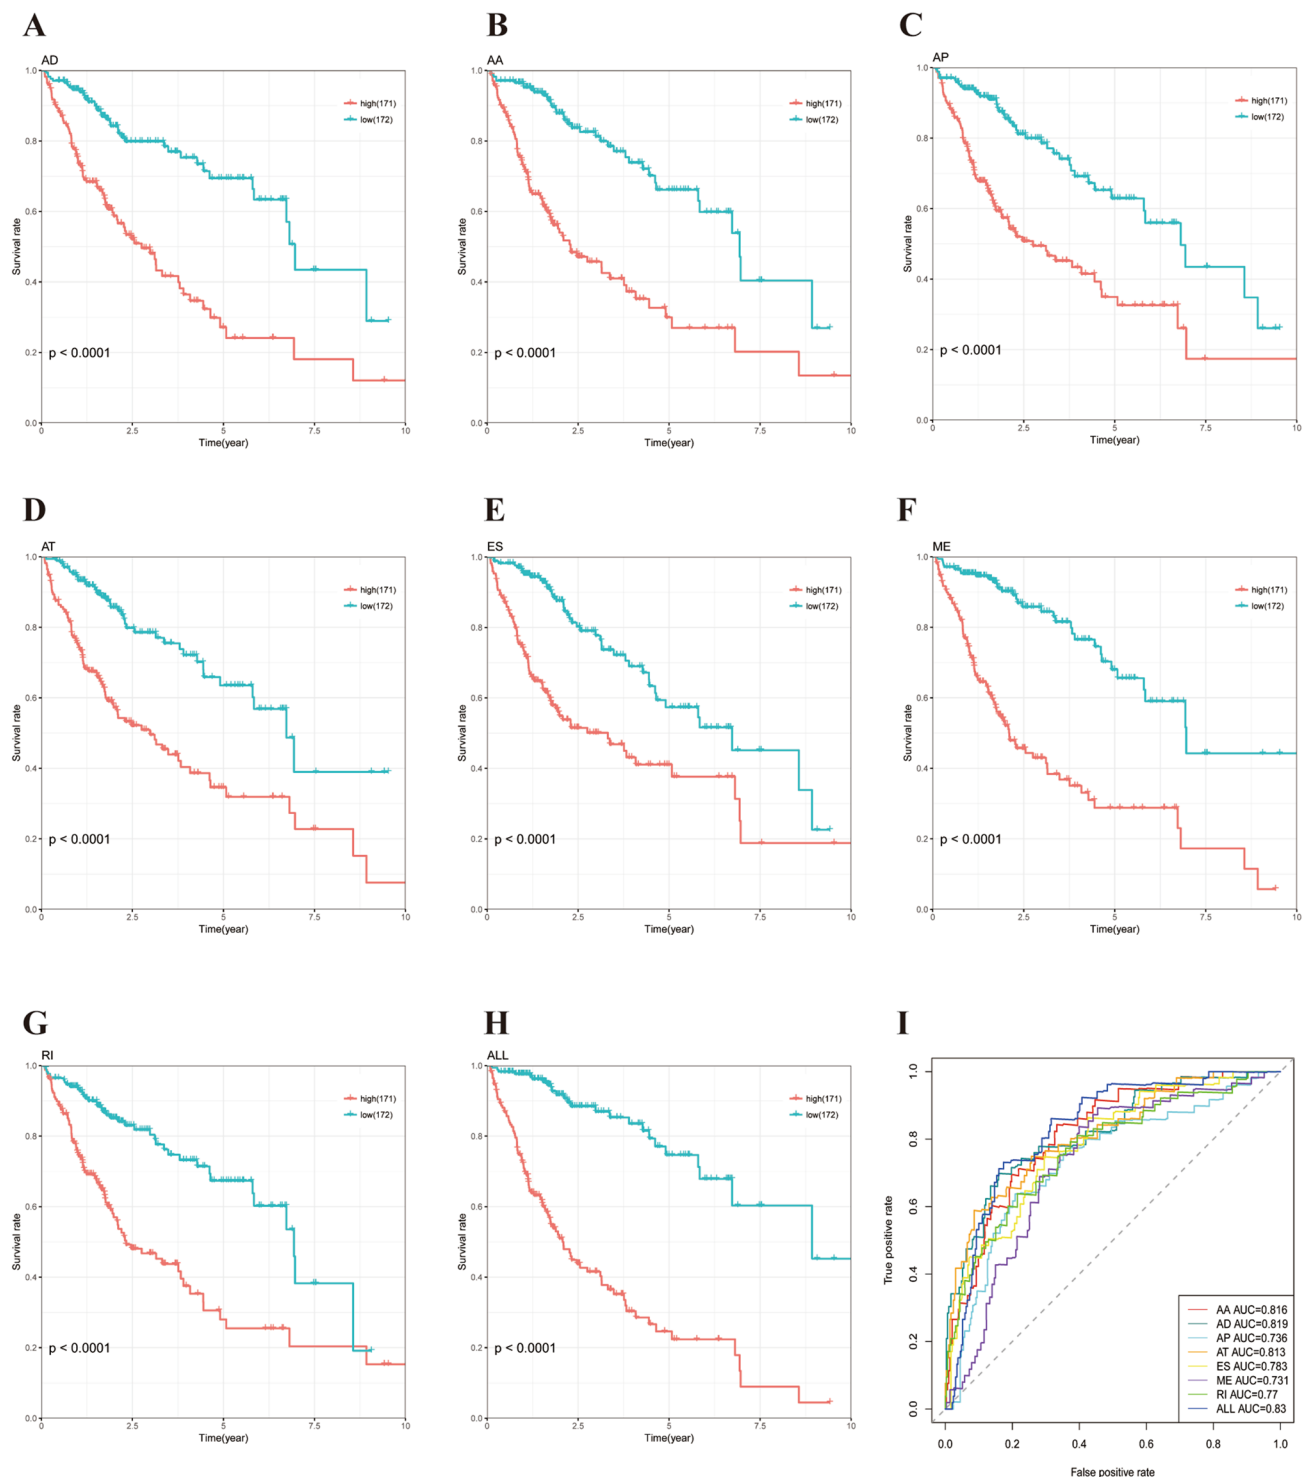 A
AD
high(171)
low(172)
Survival rate
1.0
0.8
0.6
0.4
0.2
0.0
p < 0.0001
0 2.5 5 7.5 10
Time(year)
B
AA
high(171)
low(172)
Survival rate
1.0
0.8
0.6
0.4
0.2
0.0
p < 0.0001
0 2.5 5 7.5 10
Time(year)
C
AP
high(171)
low(172)
Survival rate
1.0
0.8
0.6
0.4
0.2
0.0
p < 0.0001
0 2.5 5 7.5 10
Time(year)
D
AT
high(171)
low(172)
Survival rate
1.0
0.8
0.6
0.4
0.2
0.0
p < 0.0001
0 2.5 5 7.5 10
Time(year)
E
ES
high(171)
low(172)
Survival rate
1.0
0.8
0.6
0.4
0.2
0.0
p < 0.0001
0 2.5 5 7.5 10
Time(year)
F
ME
high(171)
low(172)
Survival rate
1.0
0.8
0.6
0.4
0.2
0.0
p < 0.0001
0 2.5 5 7.5 10
Time(year)
G
RI
high(171)
low(172)
Survival rate
1.0
0.8
0.6
0.4
0.2
0.0
p < 0.0001
0 2.5 5 7.5 10
Time(year)
H
ALL
high(171)
low(172)
Survival rate
1.0
0.8
0.6
0.4
0.2
0.0
p < 0.0001
0 2.5 5 7.5 10
Time(year)
I
True positive rate
1.0
0.8
0.6
0.4
0.2
0.0
AA AUC=0.816
AD AUC=0.819
AP AUC=0.736
AT AUC=0.813
ES AUC=0.783
ME AUC=0.731
RI AUC=0.77
ALL AUC=0.83
0.0 0.2 0.4 0.6 0.8 1.0
False positive rate